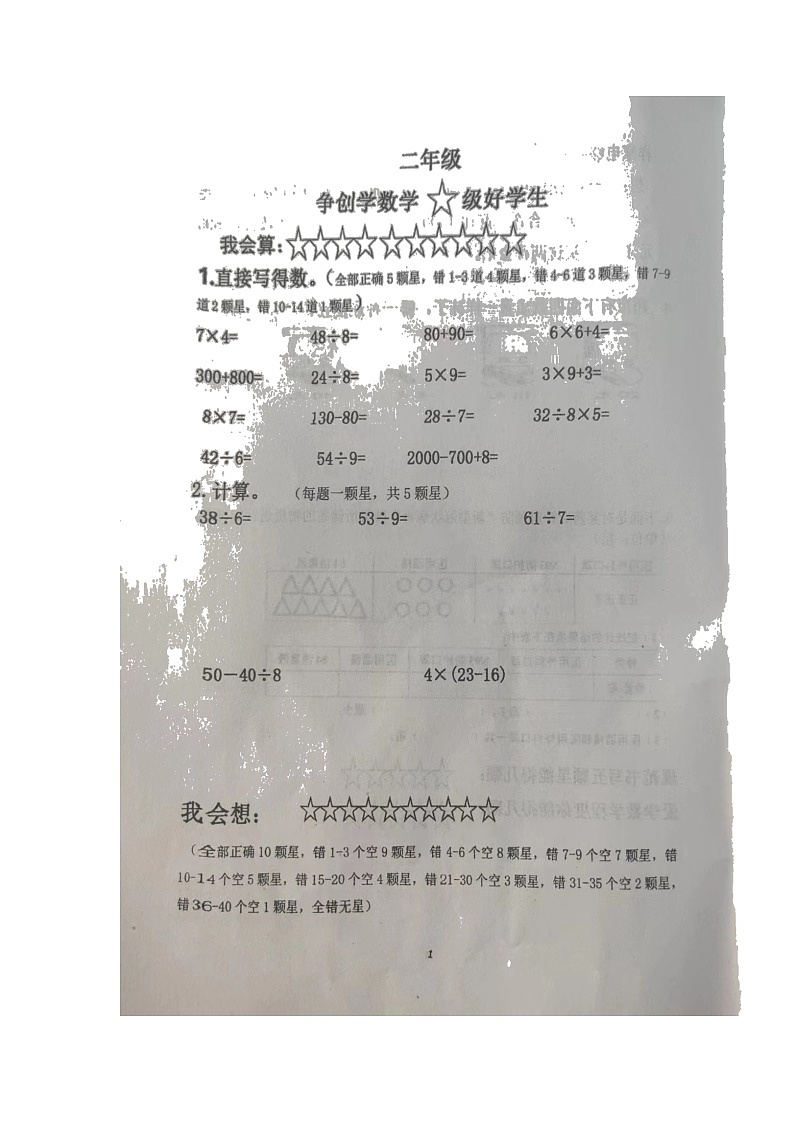 二年级
争创学数学☆级好学生
我会算：☆☆☆☆☆☆☆☆☆☆
1.直接写得数。（全部正确5颗星，错1-3道4颗星，错4-6道3颗星，错7-9
道2颗星，错10-14道1颗星）
7×4= 48÷8= 80+90= 6×6+4=
300+800= 24÷8= 5×9= 3×9+3=
8×7= 130-80= 28÷7= 32÷8×5=
42÷6= 54÷9= 2000-700+8=
2. 计算。 （每题一颗星，共5颗星）
38÷6= 53÷9= 61÷7=
50－40÷8 4×(23-16)
我会想： ☆☆☆☆☆☆☆☆☆☆
（全部正确10颗星，错1-3个空9颗星，错4-6个空8颗星，错7-9个空7颗星，错
10-14个空5颗星，错15-20个空4颗星，错21-30个空3颗星，错31-35个空2颗星，
错36-40个空1颗星，全错无星）
1